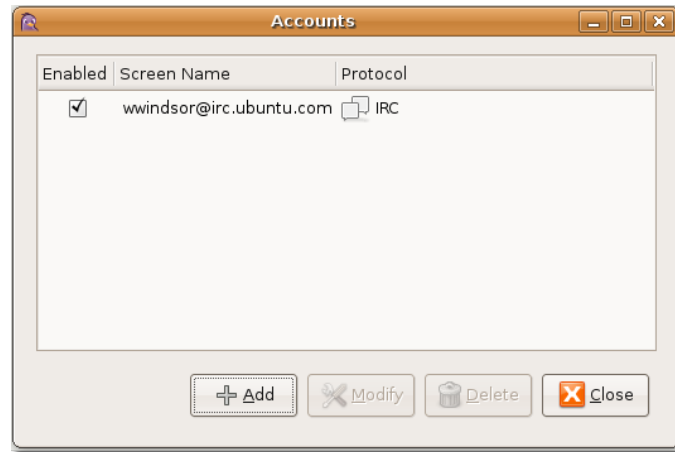 Accounts
Enabled Screen Name Protocol
wwindsor@irc.ubuntu.com IRC
Add Modify Delete Close